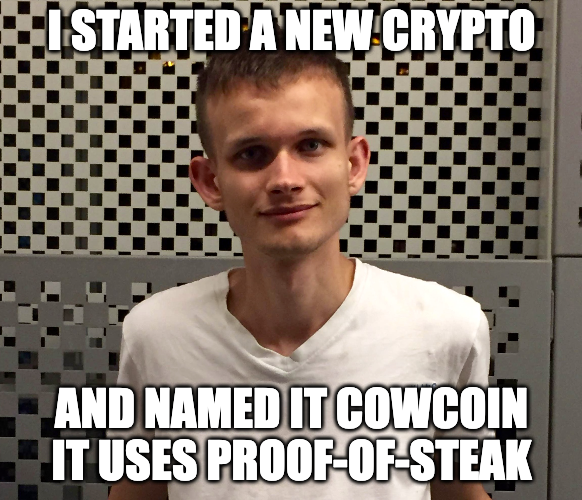 I STARTED A NEW CRYPTO
AND NAMED IT COWCOIN
IT USES PROOF-OF-STEAK